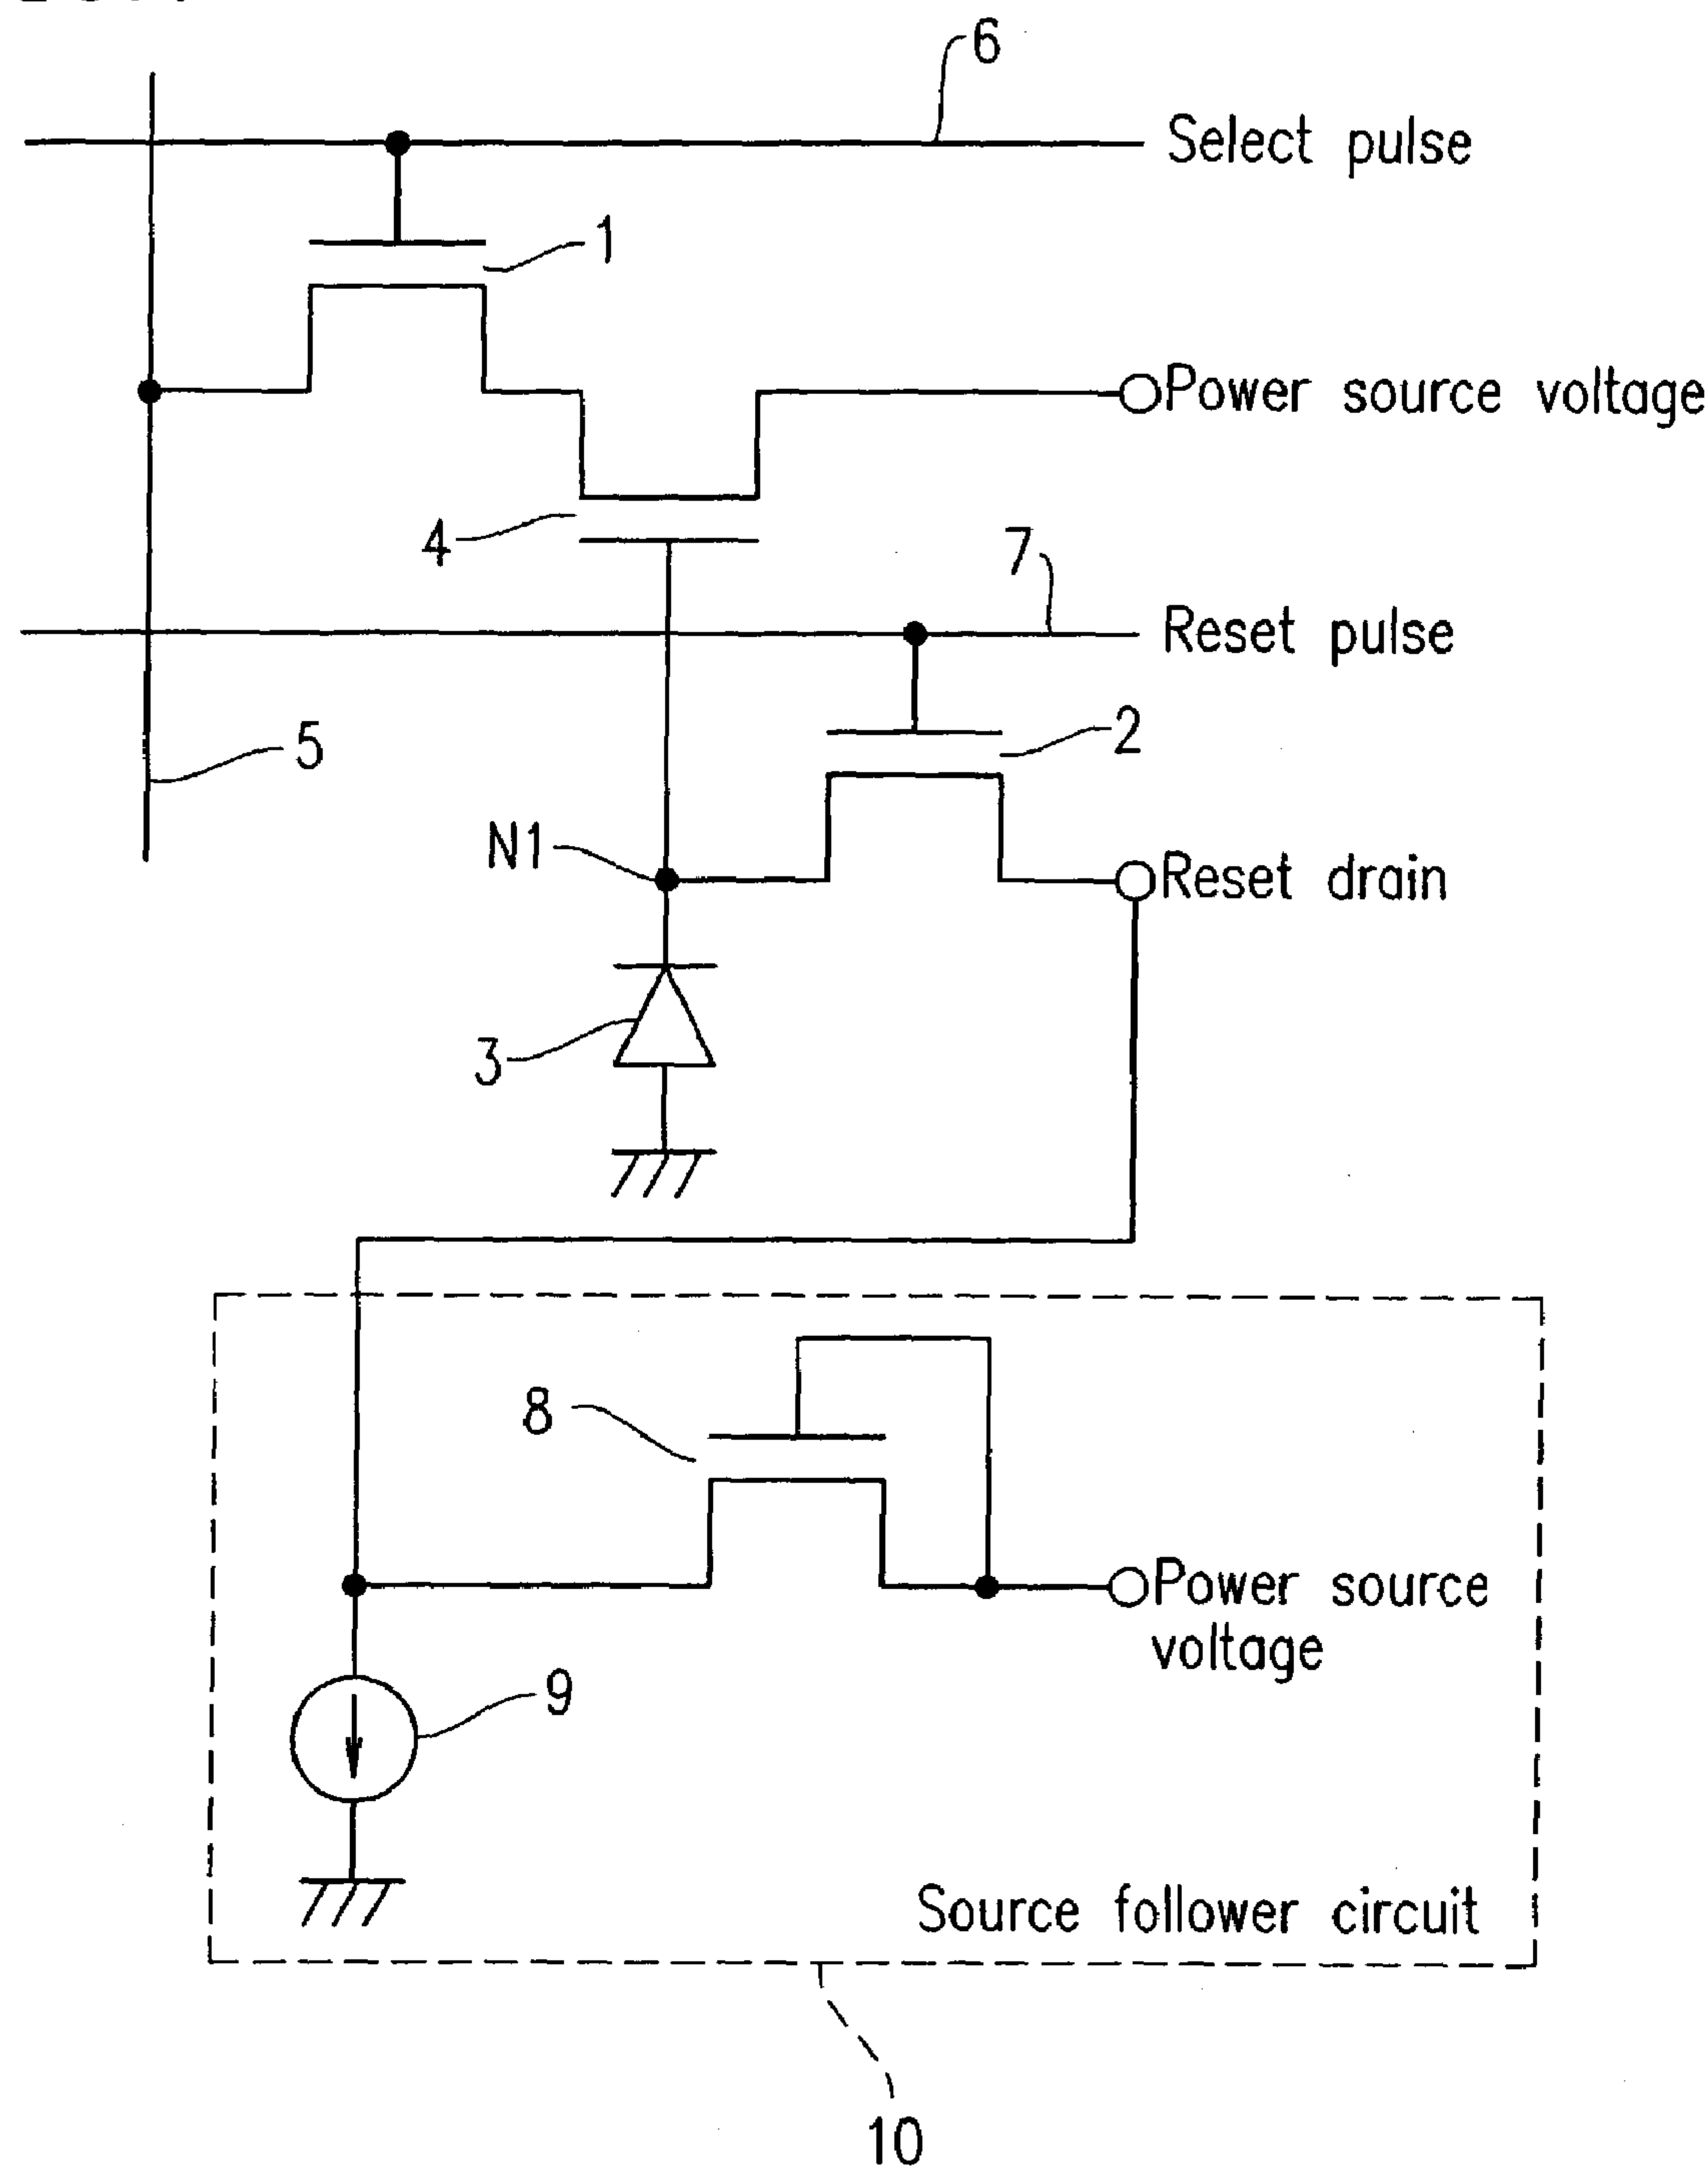 6
Select pulse
1
Power source voltage
4
7
Reset pulse
5
2
N1
Reset drain
3
8
Power source
voltage
9
Source follower circuit
10